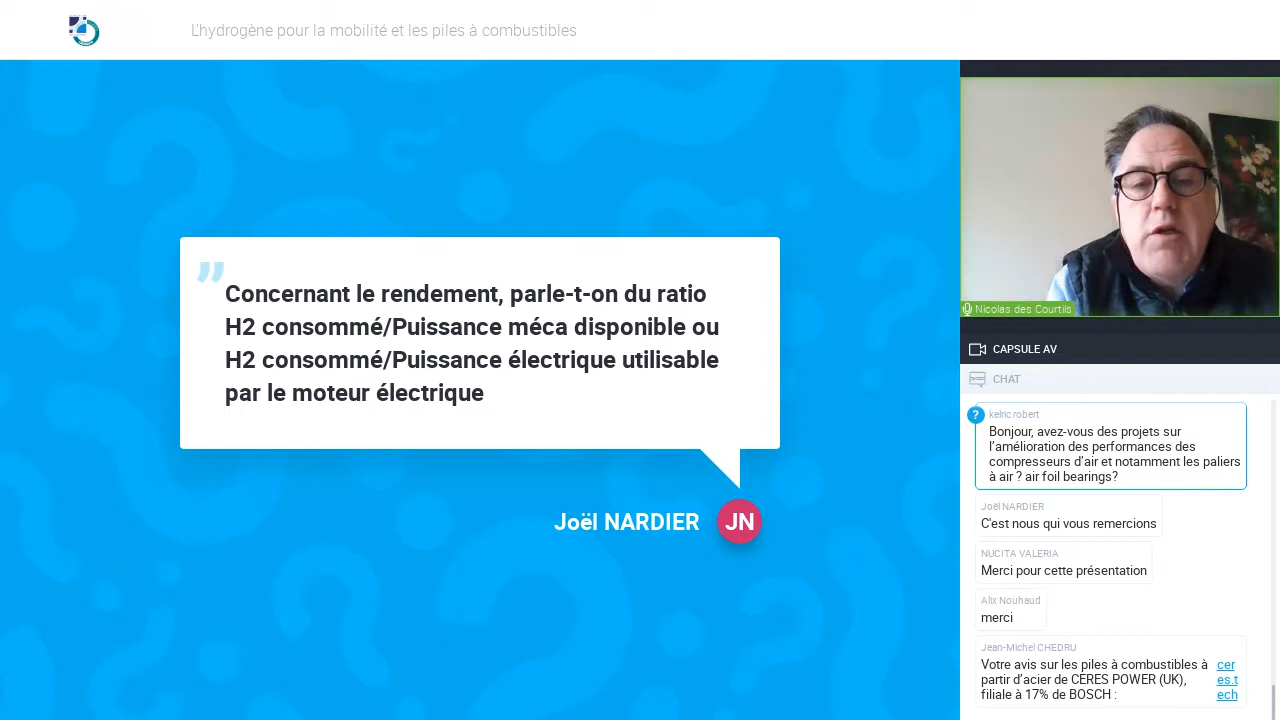 L'hydrogène pour la mobilité et les piles à combustibles
Concernant le rendement, parle-t-on du ratio
H2 consommé/Puissance méca disponible ou
H2 consommé/Puissance électrique utilisable
par le moteur électrique
Joël NARDIER
JN
Nicolas des Courtils
CAPSULE AV
CHAT
?
kelric robert
Bonjour, avez-vous des projets sur
l'amélioration des performances des
compresseurs d'air et notamment les paliers
à air ? air foil bearings?
Joël NARDIER
C'est nous qui vous remercions
NUCITA VALERIA
Merci pour cette présentation
Alix Nouhaud
merci
Jean-Michel CHEDRU
Votre avis sur les piles à combustibles à
partir d'acier de CERES POWER (UK),
filiale à 17% de BOSCH :
cer
es.t
ech